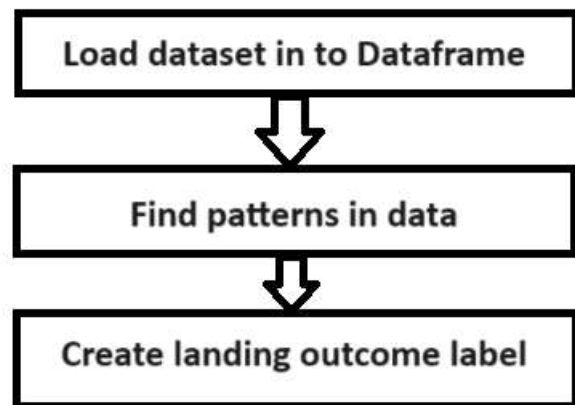 Load dataset in to Dataframe
Find patterns in data
Create landing outcome label